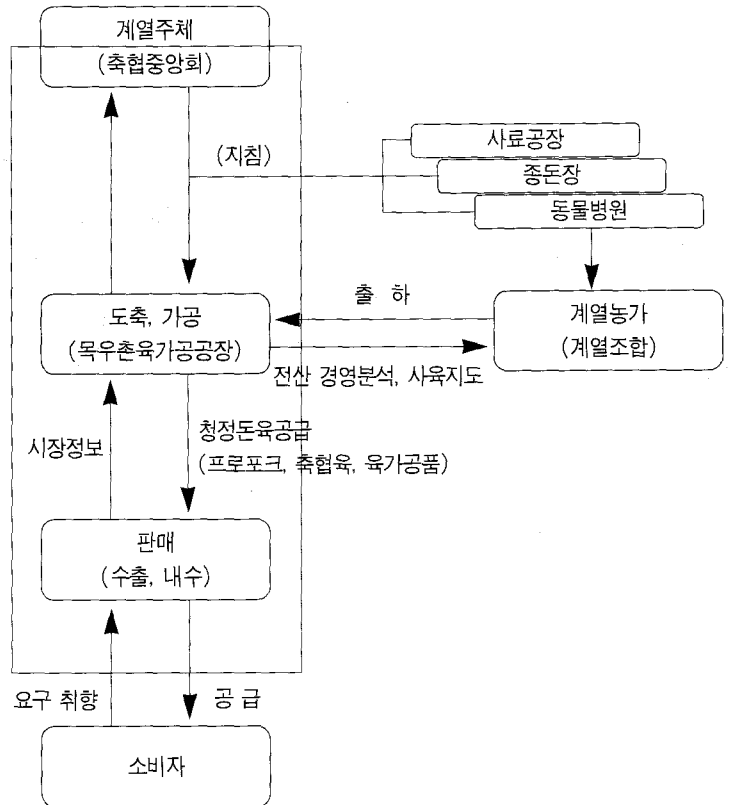 계열주체
(축협중앙회)
(지침)
사료공장
종돈장
동물병원
출 하
도축, 가공
(목우촌육가공공장)
계열농가
(계열조합)
전산 경영분석, 사육지도
시장정보
청정돈육공급
(프로포크, 축협육, 육가공품)
판매
(수출, 내수)
요구 취향
공 급
소비자